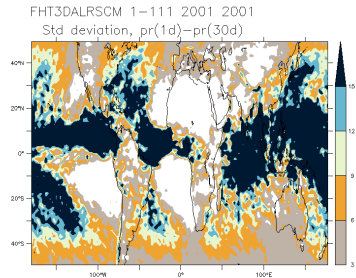 FHT3DALRSCM 1-111 2001 2001
Std deviation, pr(1d)-pr(30d)
40°N
20°N
0°
20°S
40°S
100°W
0°
100°E
15
12
9
6
3